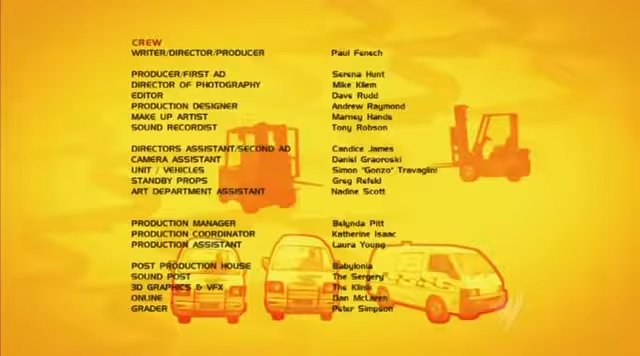 CREW
WRITER/DIRECTOR/PRODUCER Paul Fenech
PRODUCER/FIRST AD Serena Hunt
DIRECTOR OF PHOTOGRAPHY Mike Kliem
EDITOR Dave Rudd
PRODUCTION DESIGNER Andrew Raymond
MAKE UP ARTIST Marney Hands
SOUND RECORDIST Tony Robson
DIRECTORS ASSISTANT/SECOND AD Candice James
CAMERA ASSISTANT Daniel Graoroski
UNIT / VEHICLES Simon "Gonzo" Travaglini
STANDBY PROPS Greg Refeld
ART DEPARTMENT ASSISTANT Nadine Scott
PRODUCTION MANAGER Belynda Pitt
PRODUCTION COORDINATOR Katherine Isaac
PRODUCTION ASSISTANT Laura Young
POST PRODUCTION HOUSE Babylonia
SOUND POST The Sergery
3D GRAPHICS & VFX The Klinik
ONLINE Dan McLaren
GRADER Peter Simpson